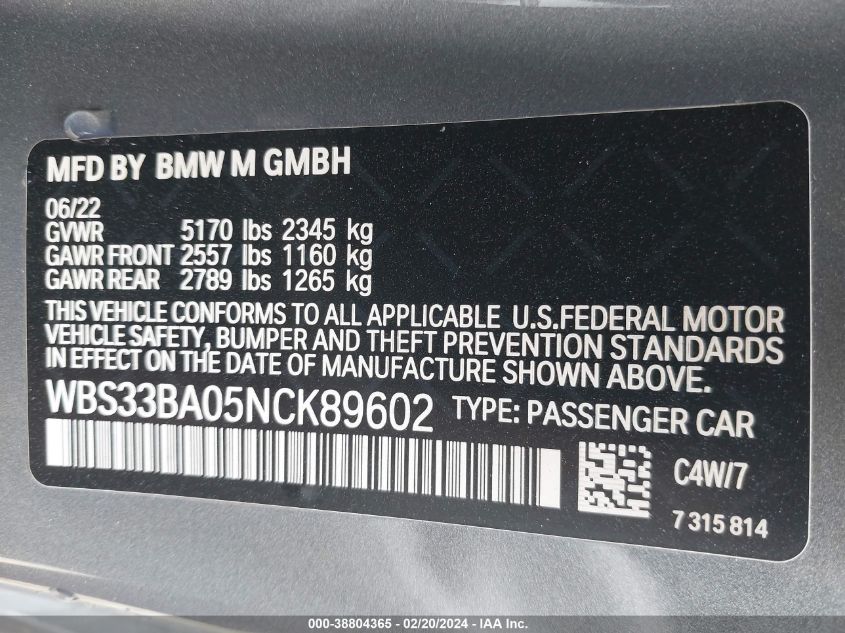 MFD BY BMW M GMBH
06/22
GVWR 5170 lbs 2345 kg
GAWR FRONT 2557 lbs 1160 kg
GAWR REAR 2789 lbs 1265 kg
THIS VEHICLE CONFORMS TO ALL APPLICABLE U.S.FEDERAL MOTOR
VEHICLE SAFETY, BUMPER AND THEFT PREVENTION STANDARDS
IN EFFECT ON THE DATE OF MANUFACTURE SHOWN ABOVE.
WBS33BA05NCK89602 TYPE: PASSENGER CAR
C4W/7
7 315 814
000-38804365 - 02/20/2024 - IAA Inc.